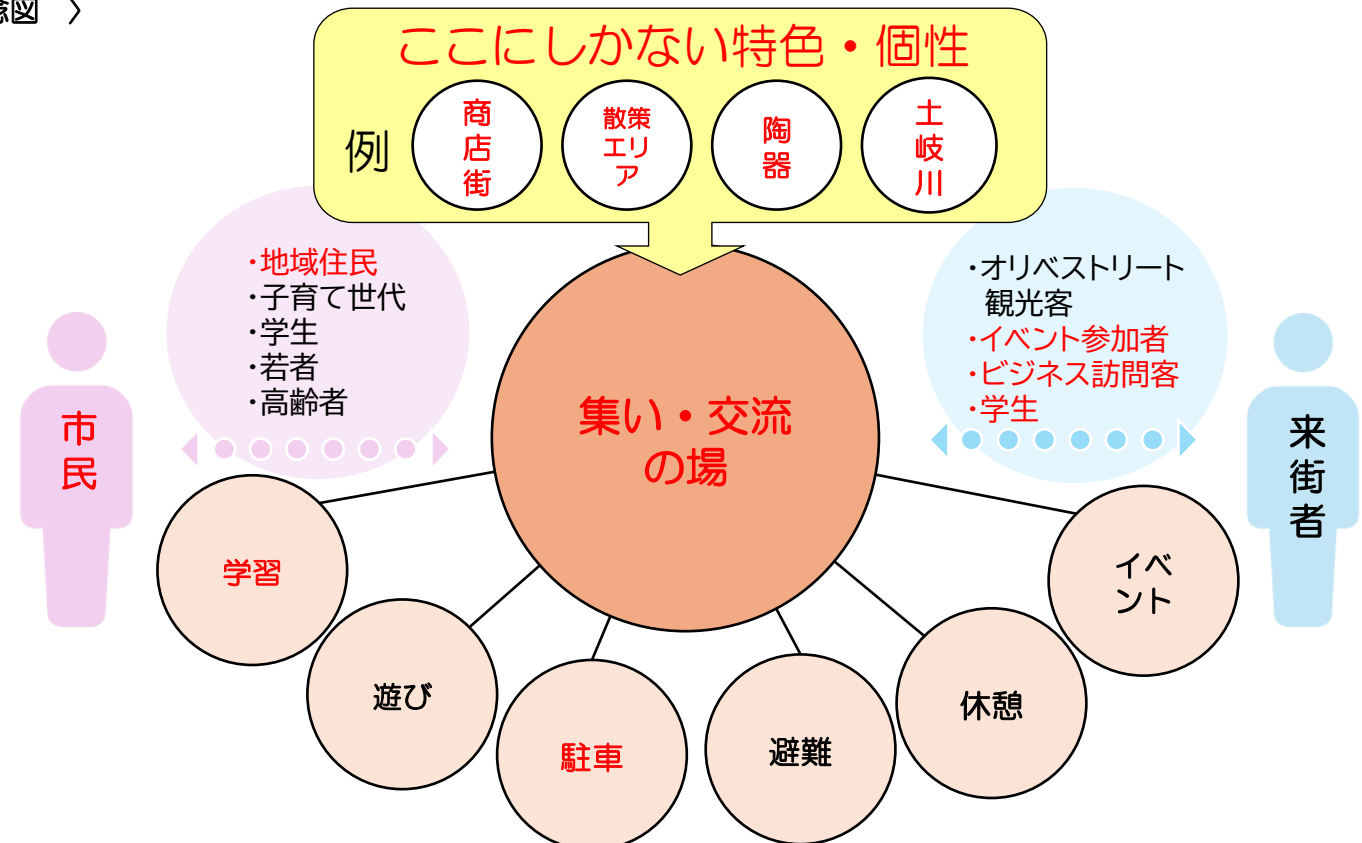 念図 〉
ここにしかない特色・個性
例
商店街
散策
エリ
ア
陶器
土岐川
・地域住民
・子育て世代
・学生
・若者
・高齢者
・オリベストリート
観光客
・イベント参加者
・ビジネス訪問客
・学生
市民
集い・交流
の場
来街者
学習
遊び
駐車
避難
休憩
イベ
ント